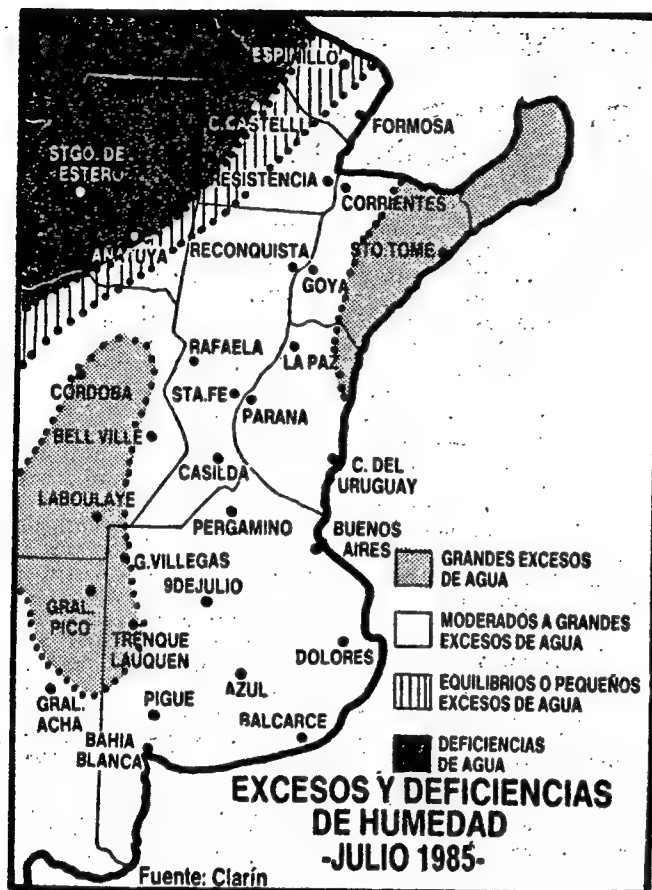 ESPINILLO
C.CASTELLI
FORMOSA
STGO. DE
ESTERO
RESISTENCIA
CORRIENTES
AÑATUYA
RECONQUISTA
STO.TOME
GOYA
RAFAELA
LA PAZ
CORDOBA
STA.FE
PARANA
BELL VILLE
CASILDA
C. DEL
URUGUAY
LABOULAYE
PERGAMINO
BUENOS
AIRES
G.VILLEGAS
9DEJULIO
GRAL.
PICO
TRENQUE
LAUQUEN
DOLORES
GRAL.
ACHA
AZUL
PIGUE
BALCARCE
BAHIA
BLANCA
GRANDES EXCESOS
DE AGUA
MODERADOS A GRANDES
EXCESOS DE AGUA
EQUILIBRIOS O PEQUEÑOS
EXCESOS DE AGUA
DEFICIENCIAS
DE AGUA
EXCESOS Y DEFICIENCIAS
DE HUMEDAD
-JULIO 1985-
Fuente: Clarín